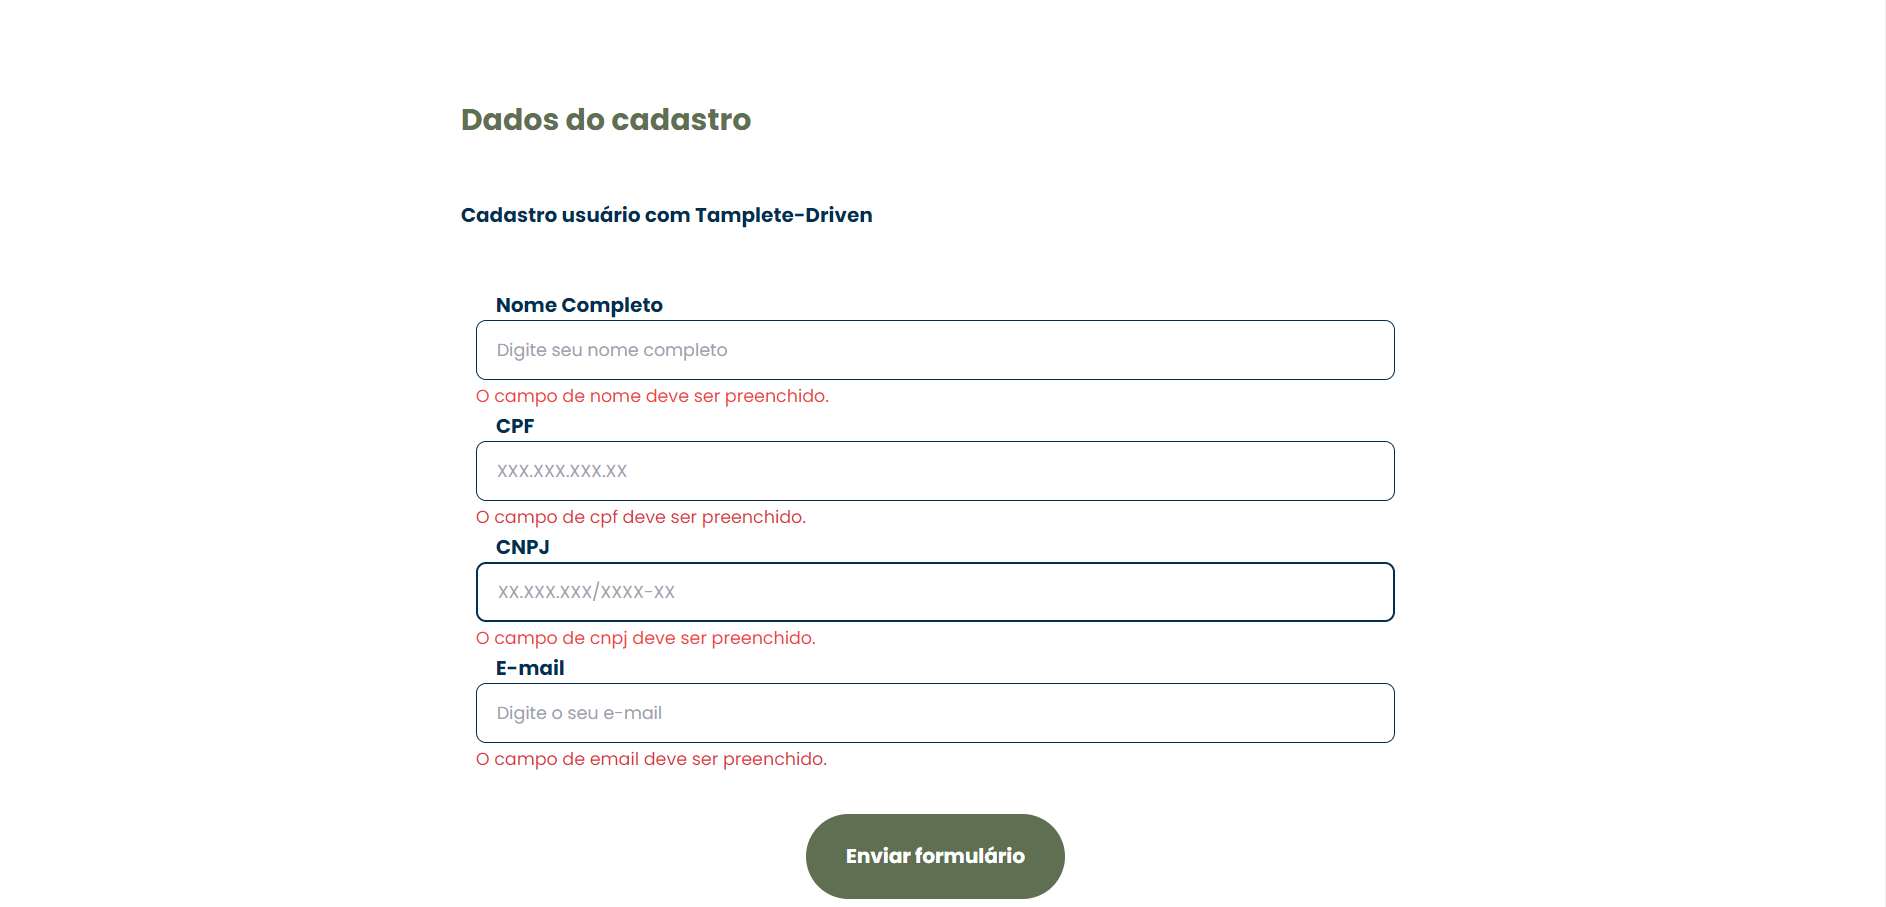 Dados do cadastro
Cadastro usuário com Tamplete-Driven
Nome Completo
Digite seu nome completo
O campo de nome deve ser preenchido.
CPF
XXX.XXX.XXX.XX
O campo de cpf deve ser preenchido.
CNPJ
XX.XXX.XXX/XXXX-XX
O campo de cnpj deve ser preenchido.
E-mail
Digite o seu e-mail
O campo de email deve ser preenchido.
Enviar formulário